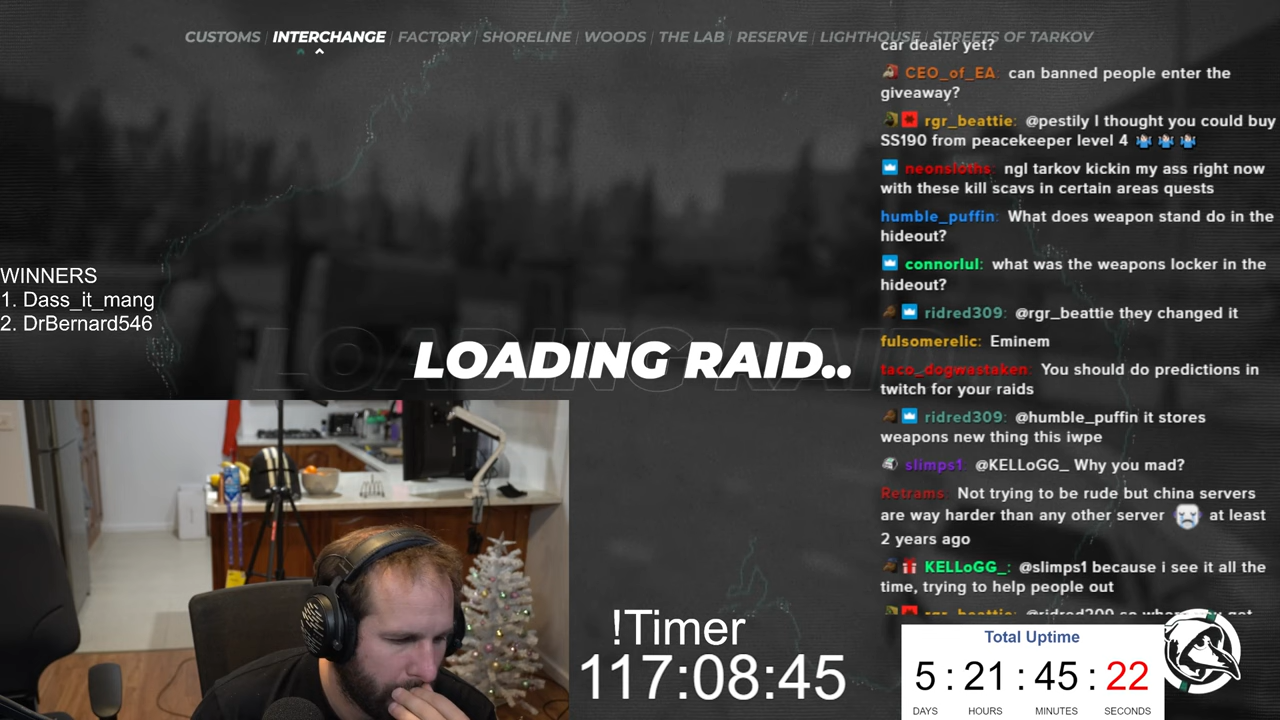 CUSTOMS | INTERCHANGE | FACTORY | SHORELINE | WOODS | THE LAB | RESERVE | LIGHTHOUSE | STREETS OF TARKOV
car dealer yet?
CEO_of_EA: can banned people enter the
giveaway?
rgr_beattie: @pestily I thought you could buy
SS190 from peacekeeper level 4
neonsloths: ngl tarkov kickin my ass right now
with these kill scavs in certain areas quests
humble_puffin: What does weapon stand do in the
hideout?
connorlul: what was the weapons locker in the
hideout?
ridred309: @rgr_beattie they changed it
fulsomerelic: Eminem
taco_dogwastaken: You should do predictions in
twitch for your raids
ridred309: @humble_puffin it stores
weapons new thing this iwpe
slimps1: @KELLoGG_ Why you mad?
Retrams: Not trying to be rude but china servers
are way harder than any other server at least
2 years ago
KELLoGG_: @slimps1 because i see it all the
time, trying to help people out
rgr_beattie: @ridred309 so
WINNERS
1. Dass_it_mang
2. DrBernard546
LOADING RAID
LOADING RAID..
!Timer
117:08:45
Total Uptime
5 : 21 : 45 : 22
DAYS HOURS MINUTES SECONDS